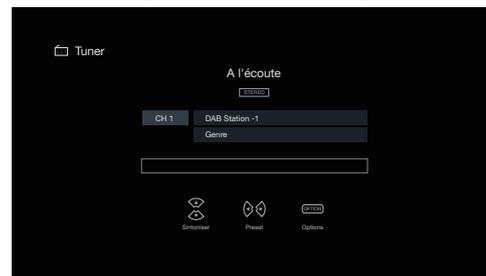 Tuner
A l'écoute
STEREO
CH 1 DAB Station -1
Genre
OPTION
Sintoniser Preset Options